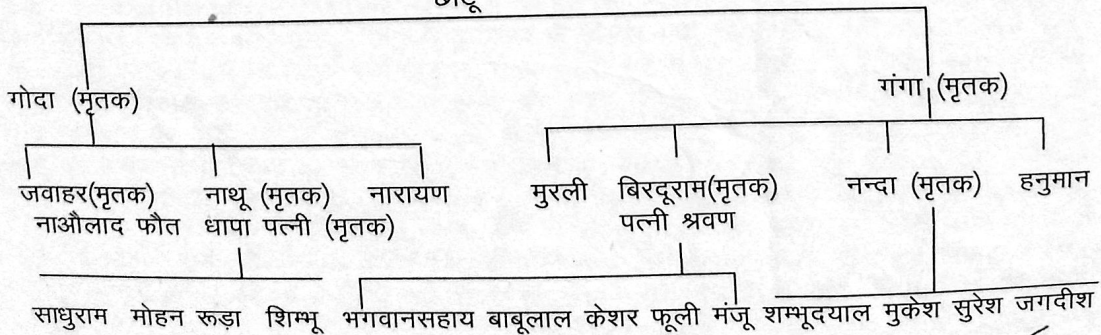 गोदा (मृतक) गंगा (मृतक)
जवाहर(मृतक) नाथू (मृतक) नारायण मुरली बिरदूराम(मृतक) नन्दा (मृतक) हनुमान
नाऔलाद फौत धापा पत्नी (मृतक) पत्नी श्रवण
साधुराम मोहन रूड़ा शिम्भू भगवानसहाय बाबूलाल केशर फूली मंजू शम्भूदयाल मुकेश सुरेश जगदीश